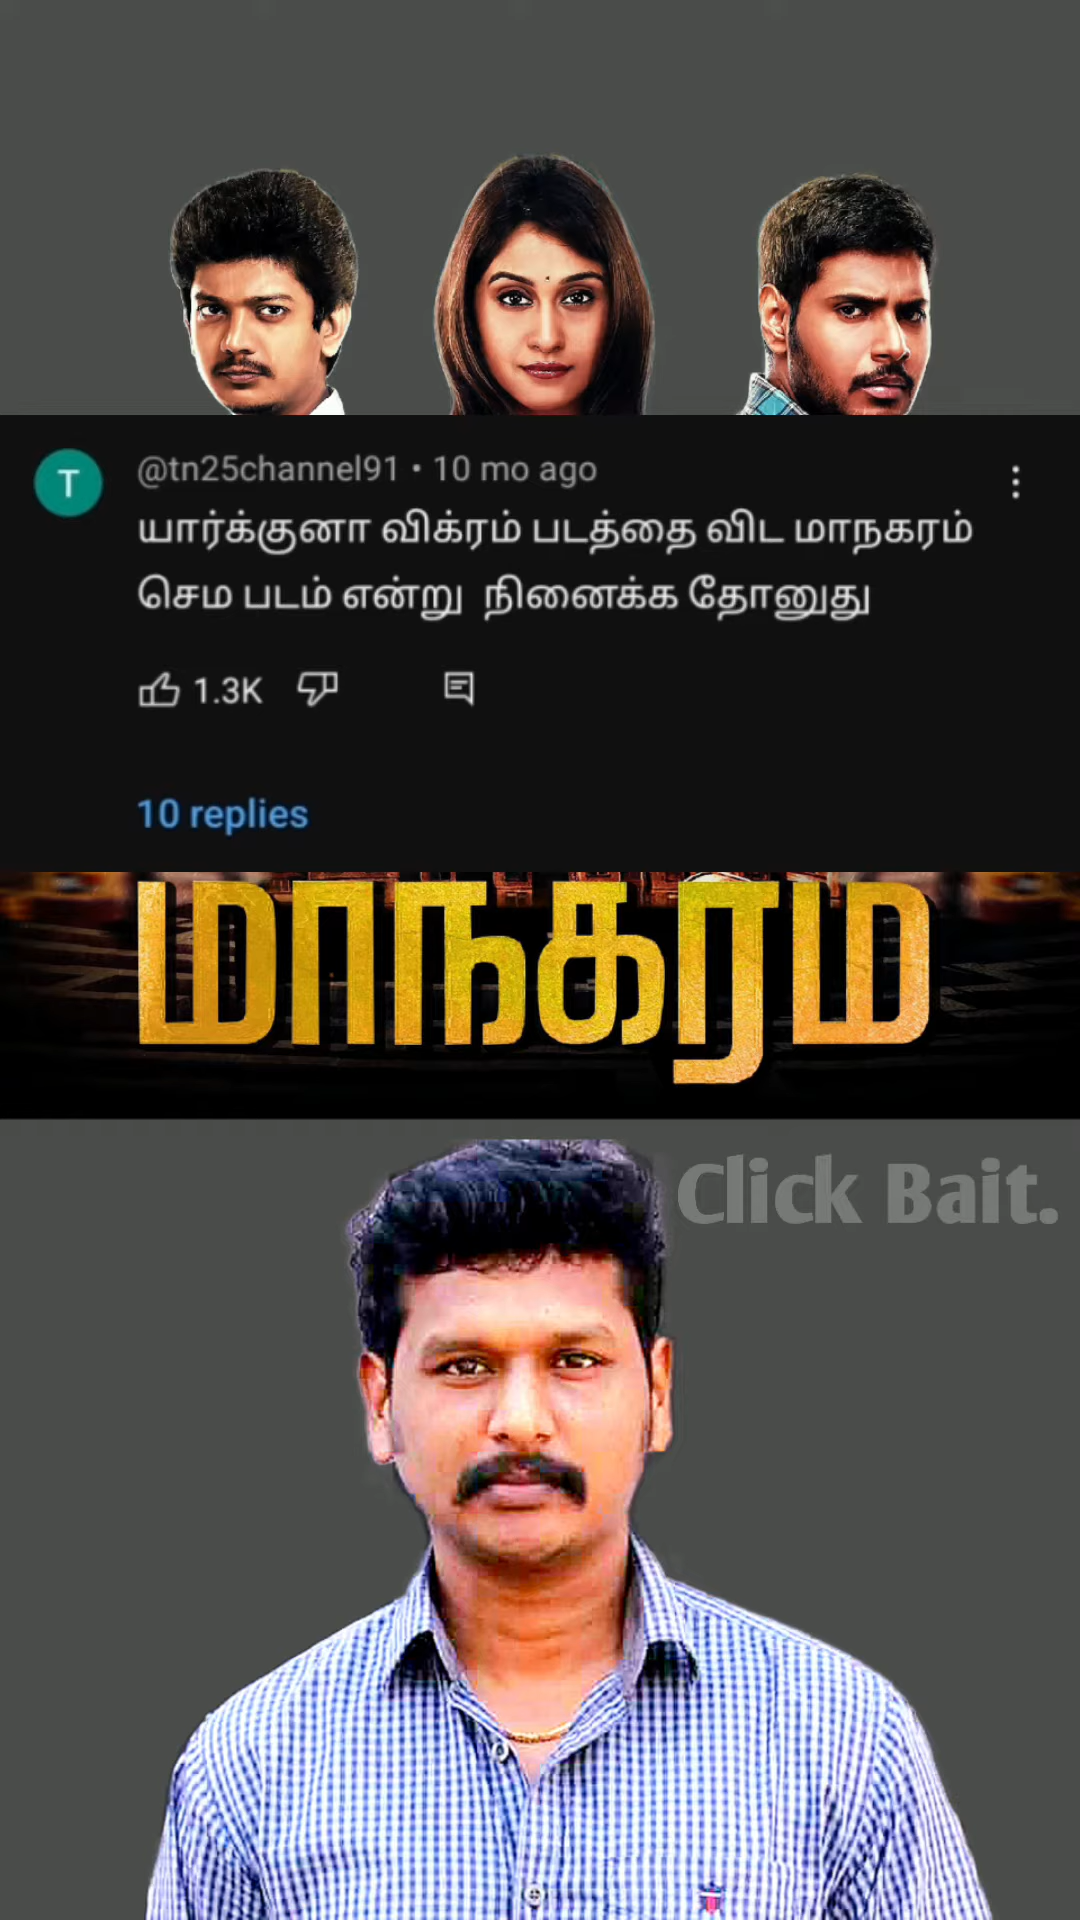 T
@tn25channel91 • 10 mo ago
யார்க்குனா விக்ரம் படத்தை விட மாநகரம்
செம படம் என்று நினைக்க தோனுது
1.3K
10 replies
மாநகரம
Click Bait.